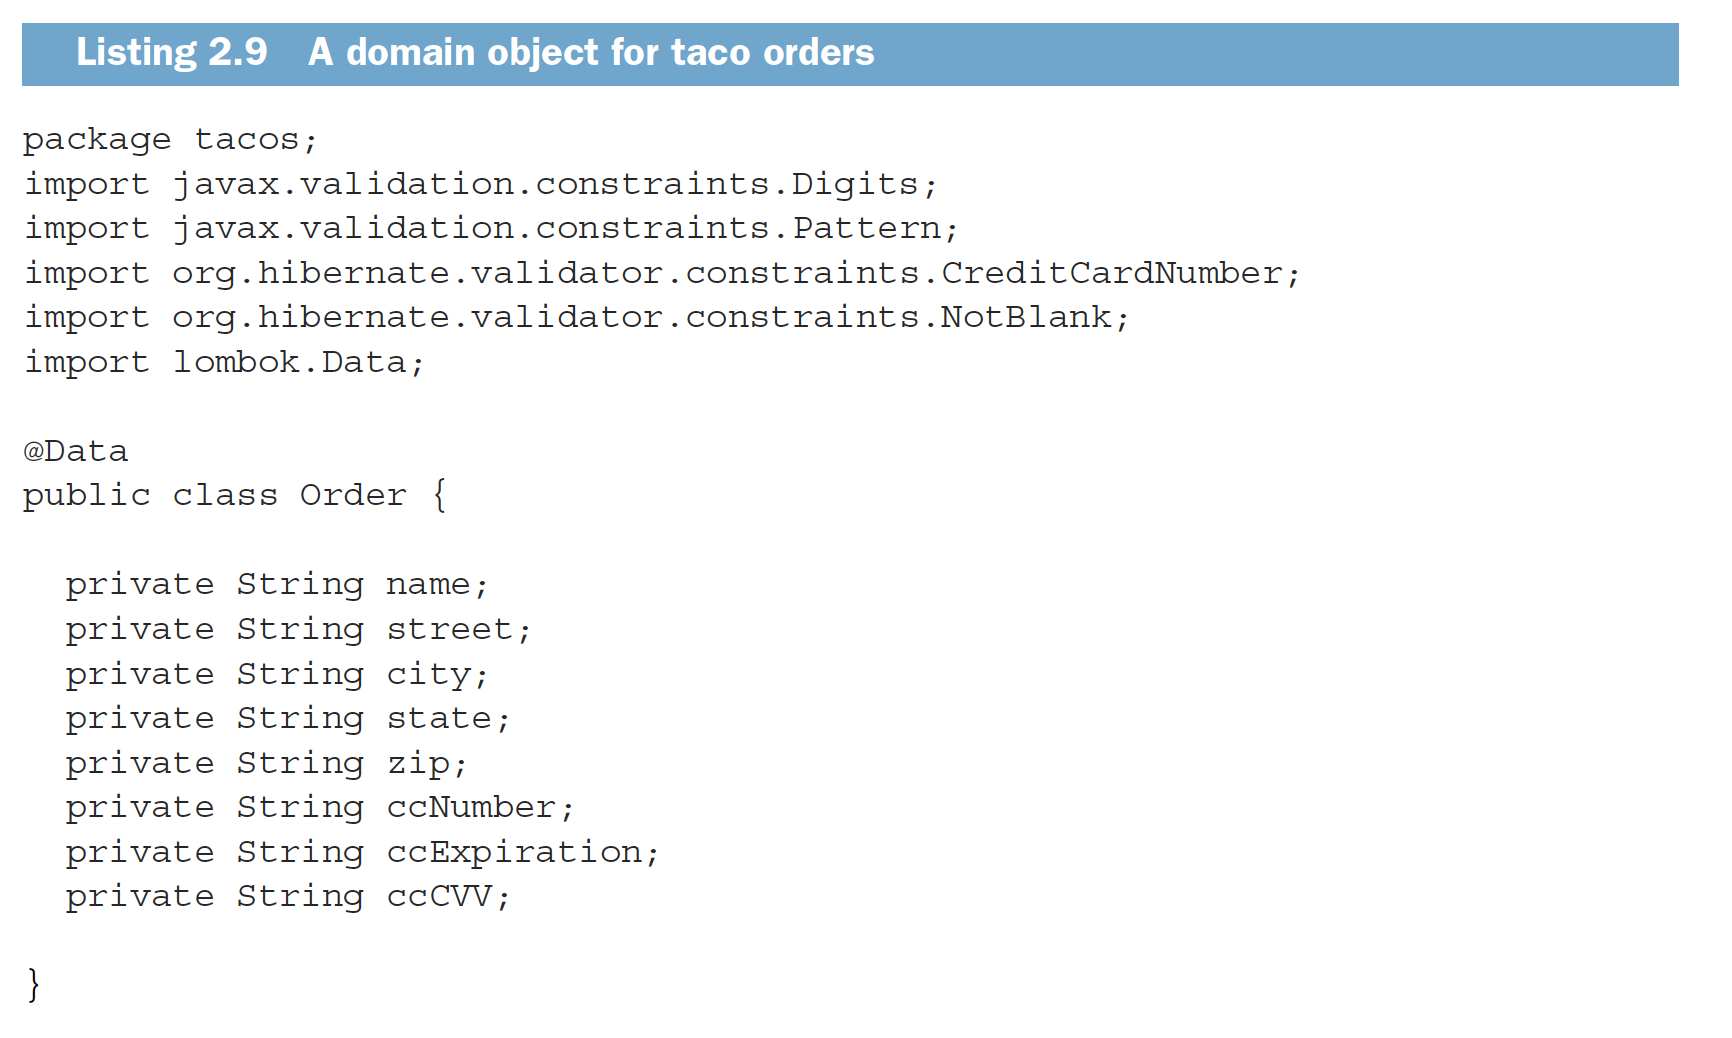 Listing 2.9 A domain object for taco orders
package tacos;
import javax.validation.constraints.Digits;
import javax.validation.constraints.Pattern;
import org.hibernate.validator.constraints.CreditCardNumber;
import org.hibernate.validator.constraints.NotBlank;
import lombok.Data;
@Data
public class Order {
private String name;
private String street;
private String city;
private String state;
private String zip;
private String ccNumber;
private String ccExpiration;
private String ccCVV;
}